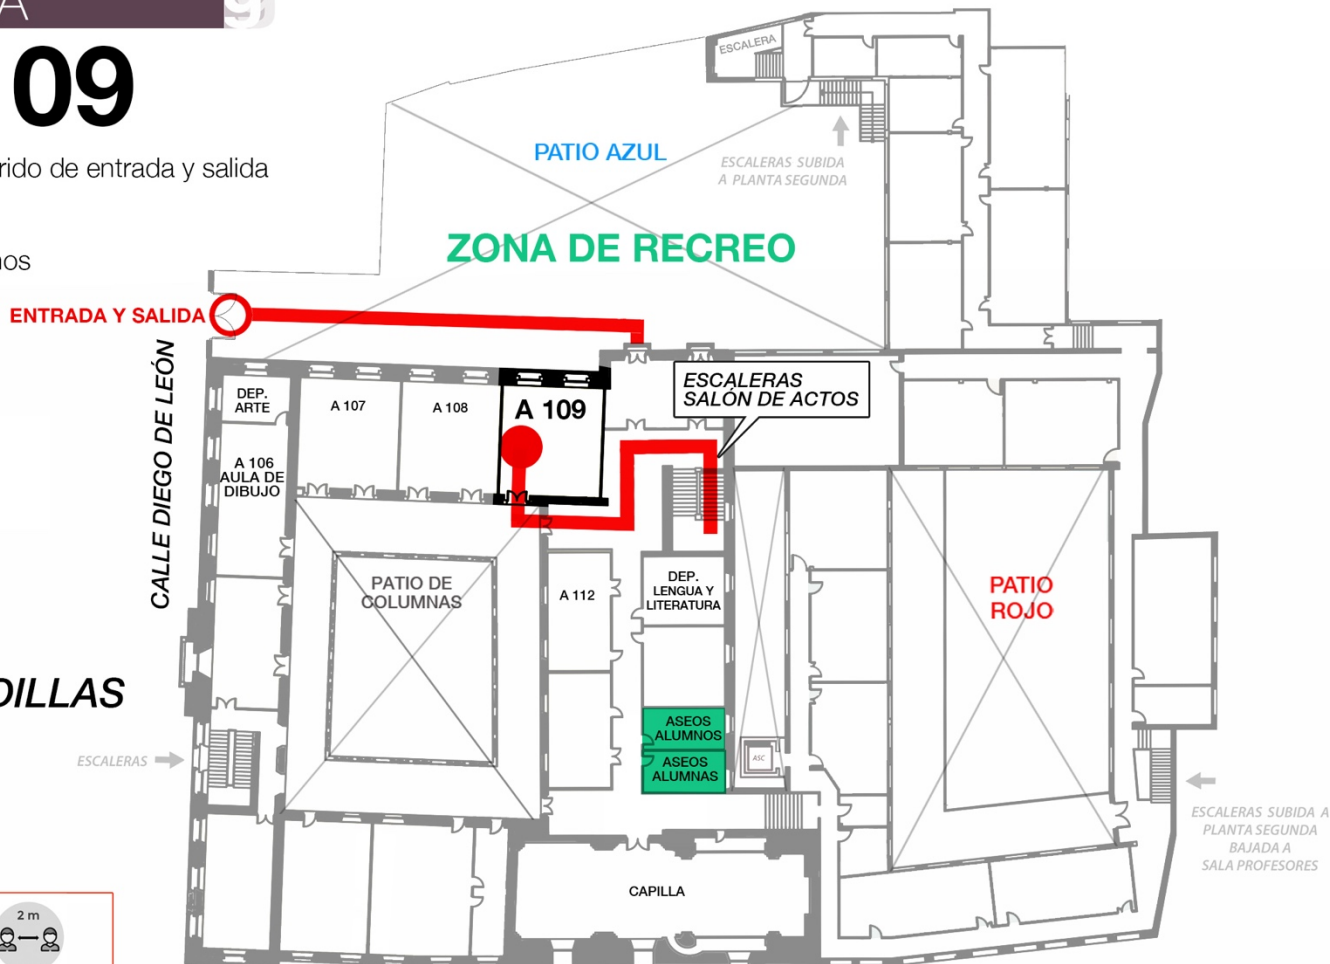 A
09
rido de entrada y salida
nos
ESCALERA
PATIO AZUL
ESCALERAS SUBIDA
A PLANTA SEGUNDA
ZONA DE RECREO
ENTRADA Y SALIDA
CALLE DIEGO DE LEÓN
ESCALERAS
SALÓN DE ACTOS
DEP.
ARTE
A 107
A 108
A 109
A 106
AULA DE
DIBUJO
PATIO DE
COLUMNAS
A 112
DEP.
LENGUA Y
LITERATURA
PATIO
ROJO
DILLAS
ASEOS
ALUMNOS
ASEOS
ALUMNAS
ASC
ESCALERAS
ESCALERAS SUBIDA A
PLANTA SEGUNDA
BAJADA A
SALA PROFESORES
CAPILLA
2 m